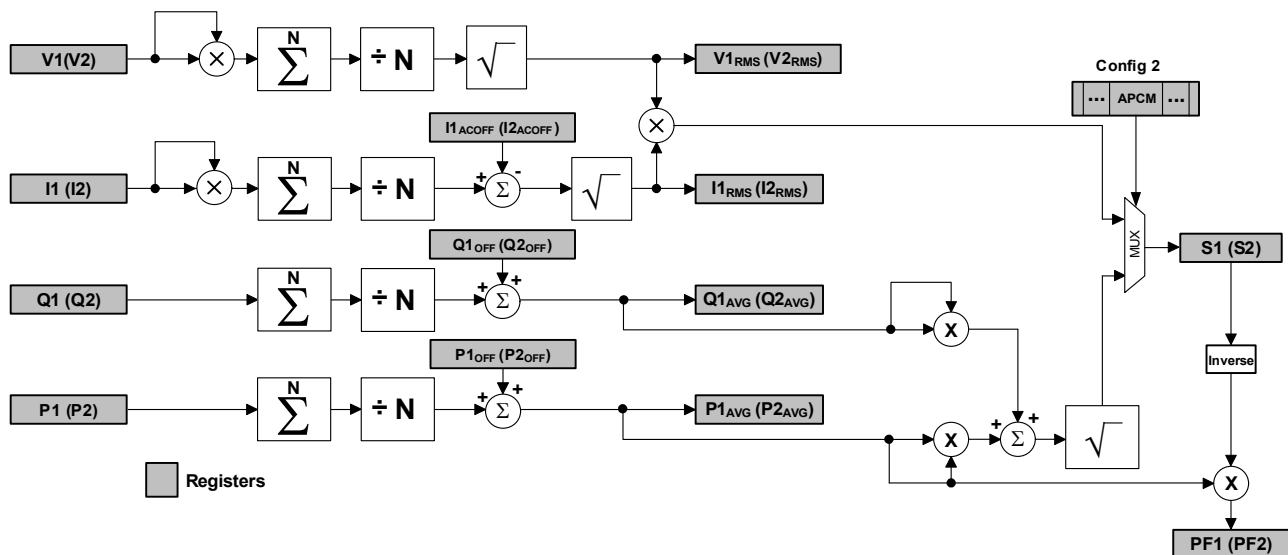 V1(V2)
×
N
∑
÷ N
√
V1RMS (V2RMS)
Config 2
... APCM ...
I1ACOFF (I2ACOFF)
×
I1 (I2)
×
N
∑
÷ N
+
Σ
-
√
I1RMS (I2RMS)
MUX
S1 (S2)
Q1OFF (Q2OFF)
Q1 (Q2)
N
∑
÷ N
+
Σ
+
Q1AVG (Q2AVG)
X
Inverse
P1OFF (P2OFF)
P1 (P2)
N
∑
÷ N
+
Σ
+
P1AVG (P2AVG)
X
+
Σ
+
√
Registers
X
PF1 (PF2)